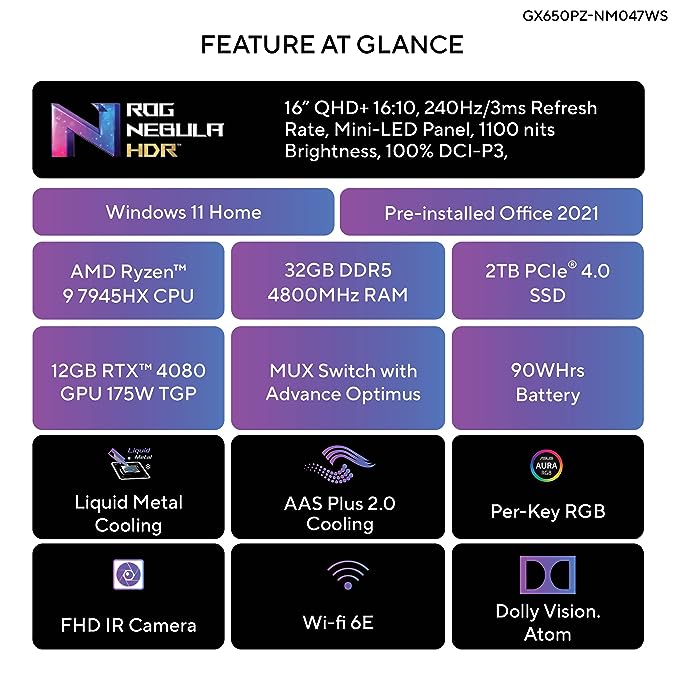 GX650PZ-NM047WS
FEATURE AT GLANCE
ROG
NEBULA
HDR™
16” QHD+ 16:10, 240Hz/3ms Refresh
Rate, Mini-LED Panel, 1100 nits
Brightness, 100% DCI-P3,
Windows 11 Home
Pre-installed Office 2021
AMD Ryzen™
9 7945HX CPU
32GB DDR5
4800MHz RAM
2TB PCIe® 4.0
SSD
12GB RTX™ 4080
GPU 175W TGP
MUX Switch with
Advance Optimus
90WHrs
Battery
Liquid
Metal
Liquid Metal
Cooling
AAS Plus 2.0
Cooling
ASUS
AURA
RGB
Per-Key RGB
FHD IR Camera
Wi-fi 6E
Dolly Vision.
Atom